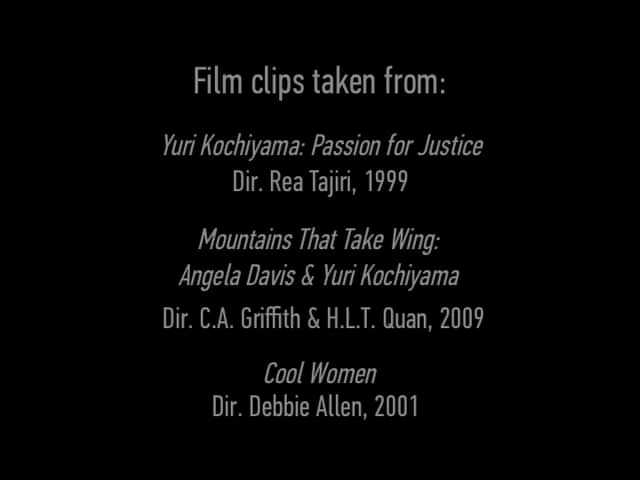 Film clips taken from:
Yuri Kochiyama: Passion for Justice
Dir. Rea Tajiri, 1999
Mountains That Take Wing:
Angela Davis & Yuri Kochiyama
Dir. C.A. Griffith & H.L.T. Quan, 2009
Cool Women
Dir. Debbie Allen, 2001